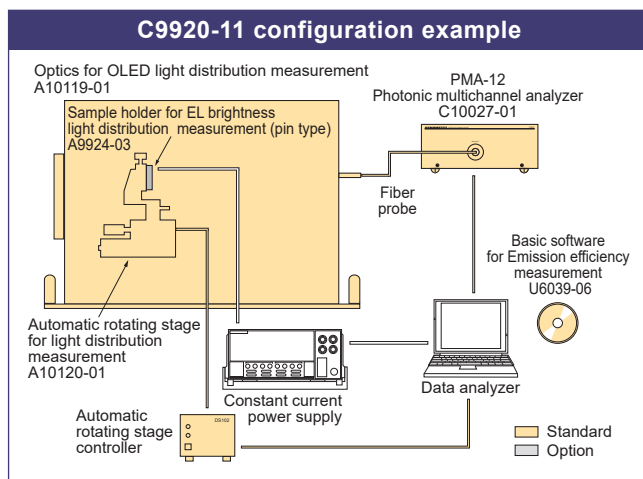 C9920-11 configuration example
Optics for OLED light distribution measurement
A10119-01
Sample holder for EL brightness
light distribution measurement (pin type)
A9924-03
PMA-12
Photonic multichannel analyzer
C10027-01
Fiber
probe
Basic software
for Emission efficiency
measurement
U6039-06
Automatic rotating stage
for light distribution
measurement
A10120-01
Constant current
power supply
Data analyzer
Automatic
rotating stage
controller
DS102
Standard
Option